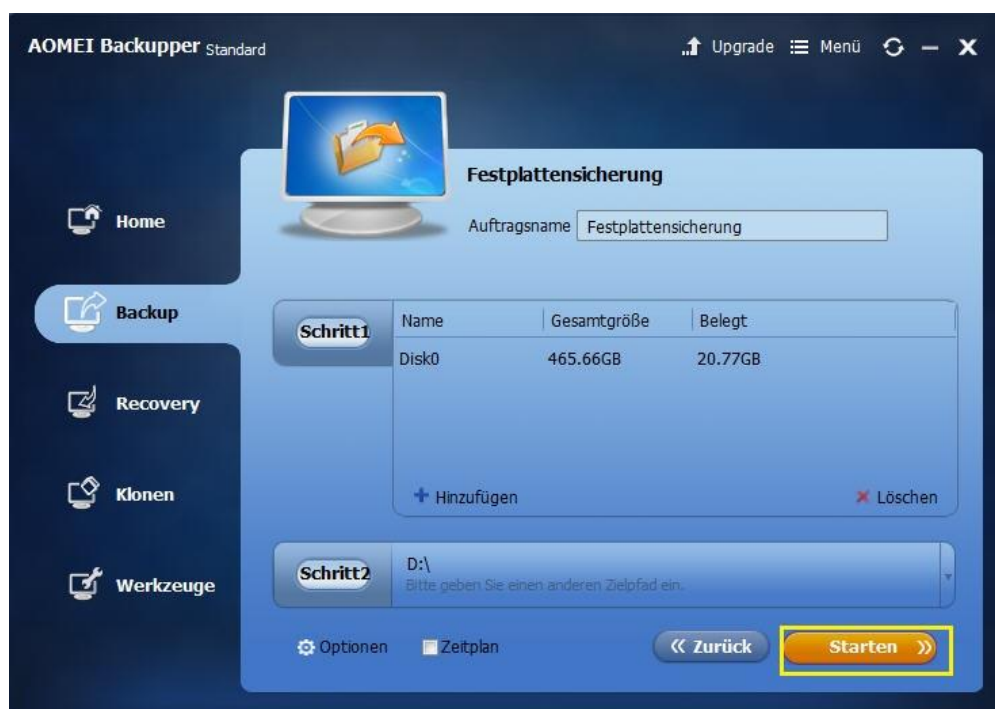 AOMEI Backupper Standard
Upgrade Menü
Festplattensicherung
Auftragsname Festplattensicherung
Home
Backup
Recovery
Klonen
Werkzeuge
Schritt1
Name Gesamtgröße Belegt
Disk0 465.66GB 20.77GB
Hinzufügen Löschen
Schritt2
D:\
Bitte geben Sie einen anderen Zielpfad ein.
Optionen Zeitplan Zurück Starten